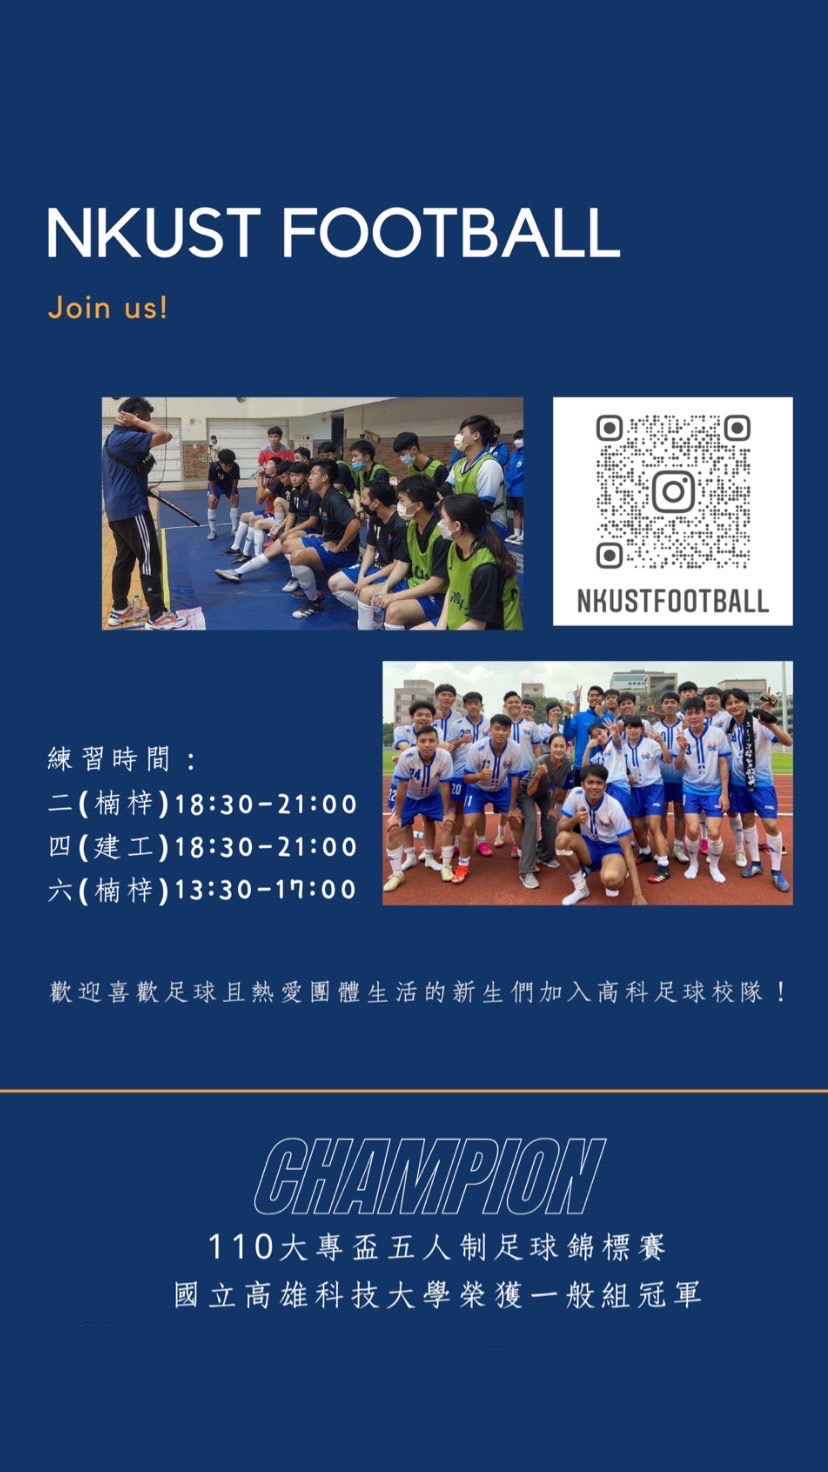 NKUST FOOTBALL
Join us!
NKUSTFOOTBALL
練習時間：
二(楠梓)18:30-21:00
四(建工)18:30-21:00
六(楠梓)13:30-17:00
歡迎喜歡足球且熱愛團體生活的新生們加入高科足球校隊！
CHAMPION
110大專盃五人制足球錦標賽
國立高雄科技大學榮獲一般組冠軍